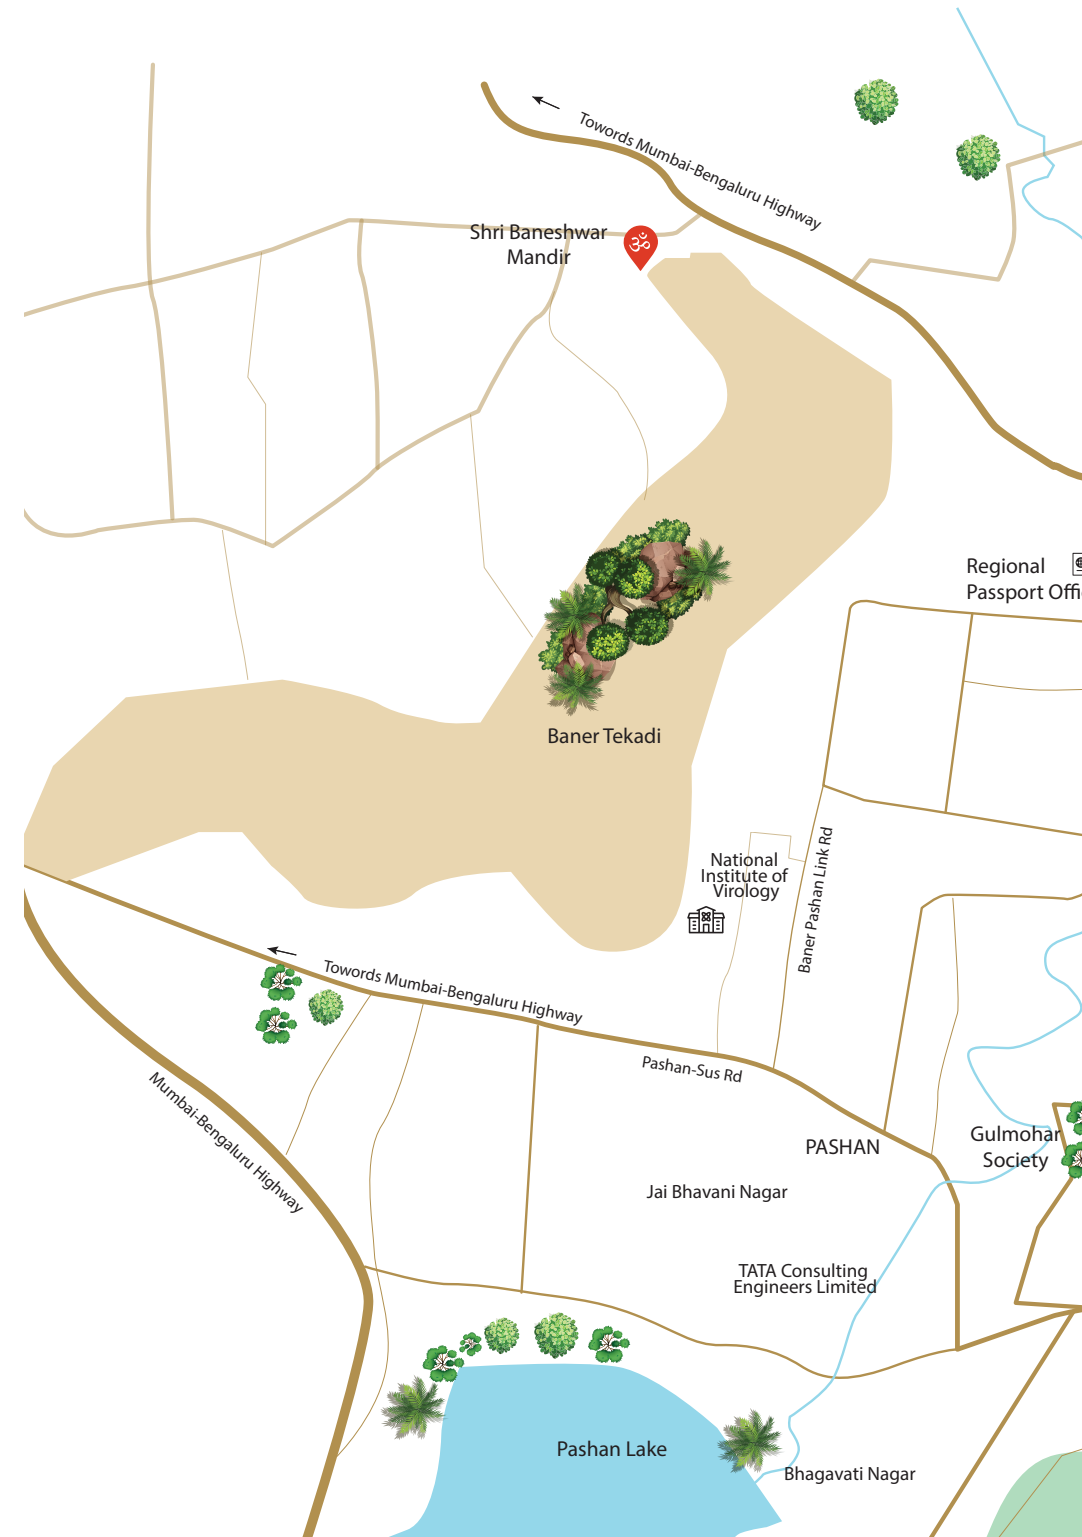 Towords Mumbai-Bengaluru Highway
Shri Baneshwar
Mandir
ॐ
Regional
Passport Offi
Baner Tekadi
National
Institute of
Virology
Baner Pashan Link Rd
Towords Mumbai-Bengaluru Highway
Pashan-Sus Rd
Mumbai-Bengaluru Highway
PASHAN
Gulmohar
Society
Jai Bhavani Nagar
TATA Consulting
Engineers Limited
Pashan Lake
Bhagavati Nagar